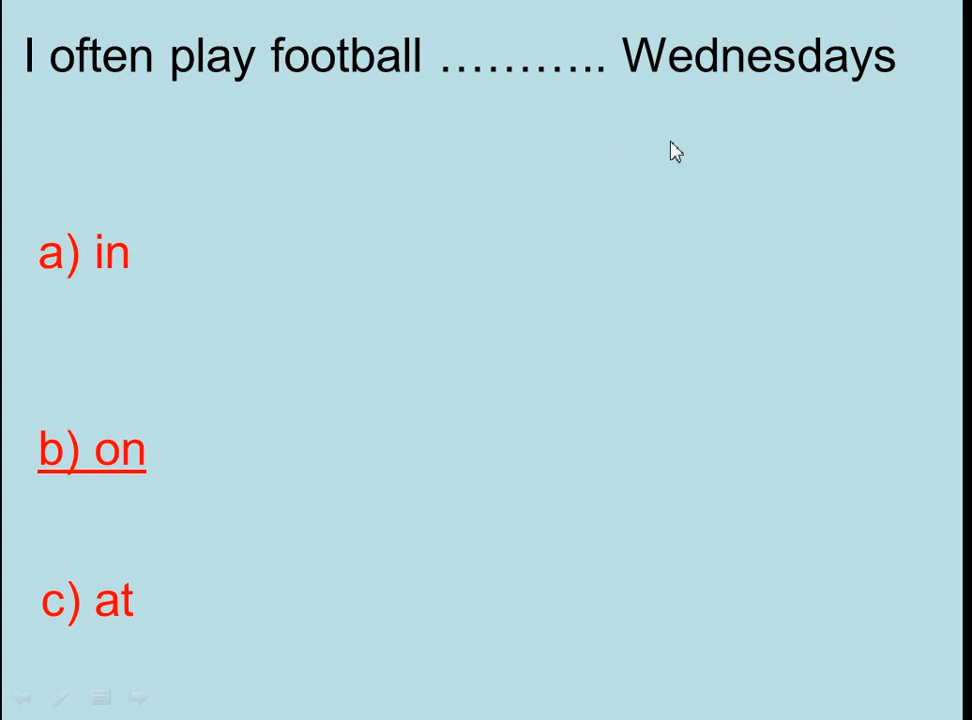 I often play football ……….. Wednesdays
a) in
b) on
c) at